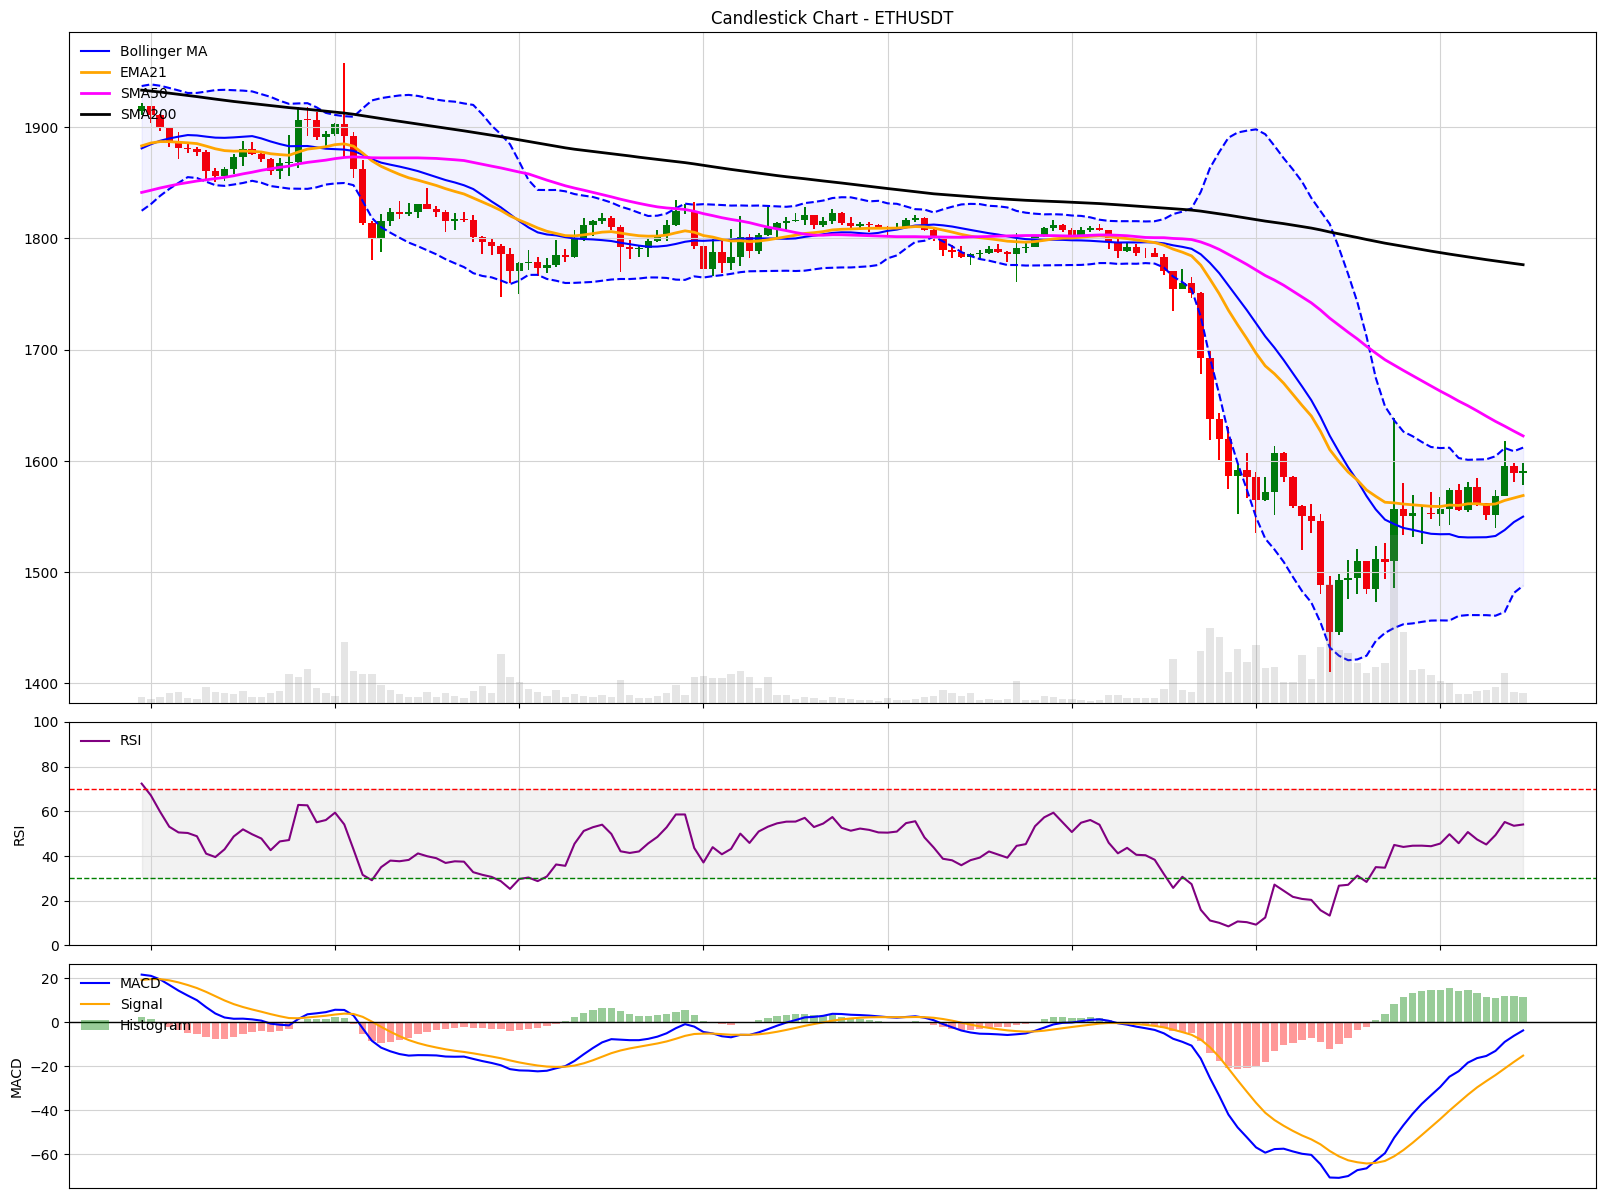 Candlestick Chart - ETHUSDT
Bollinger MA
EMA21
SMA50
SMA200
1900
1800
1700
1600
1500
1400
100
80
60
40
20
0
RSI
RSI
20
0
−20
−40
−60
MACD
MACD
Signal
Histogram